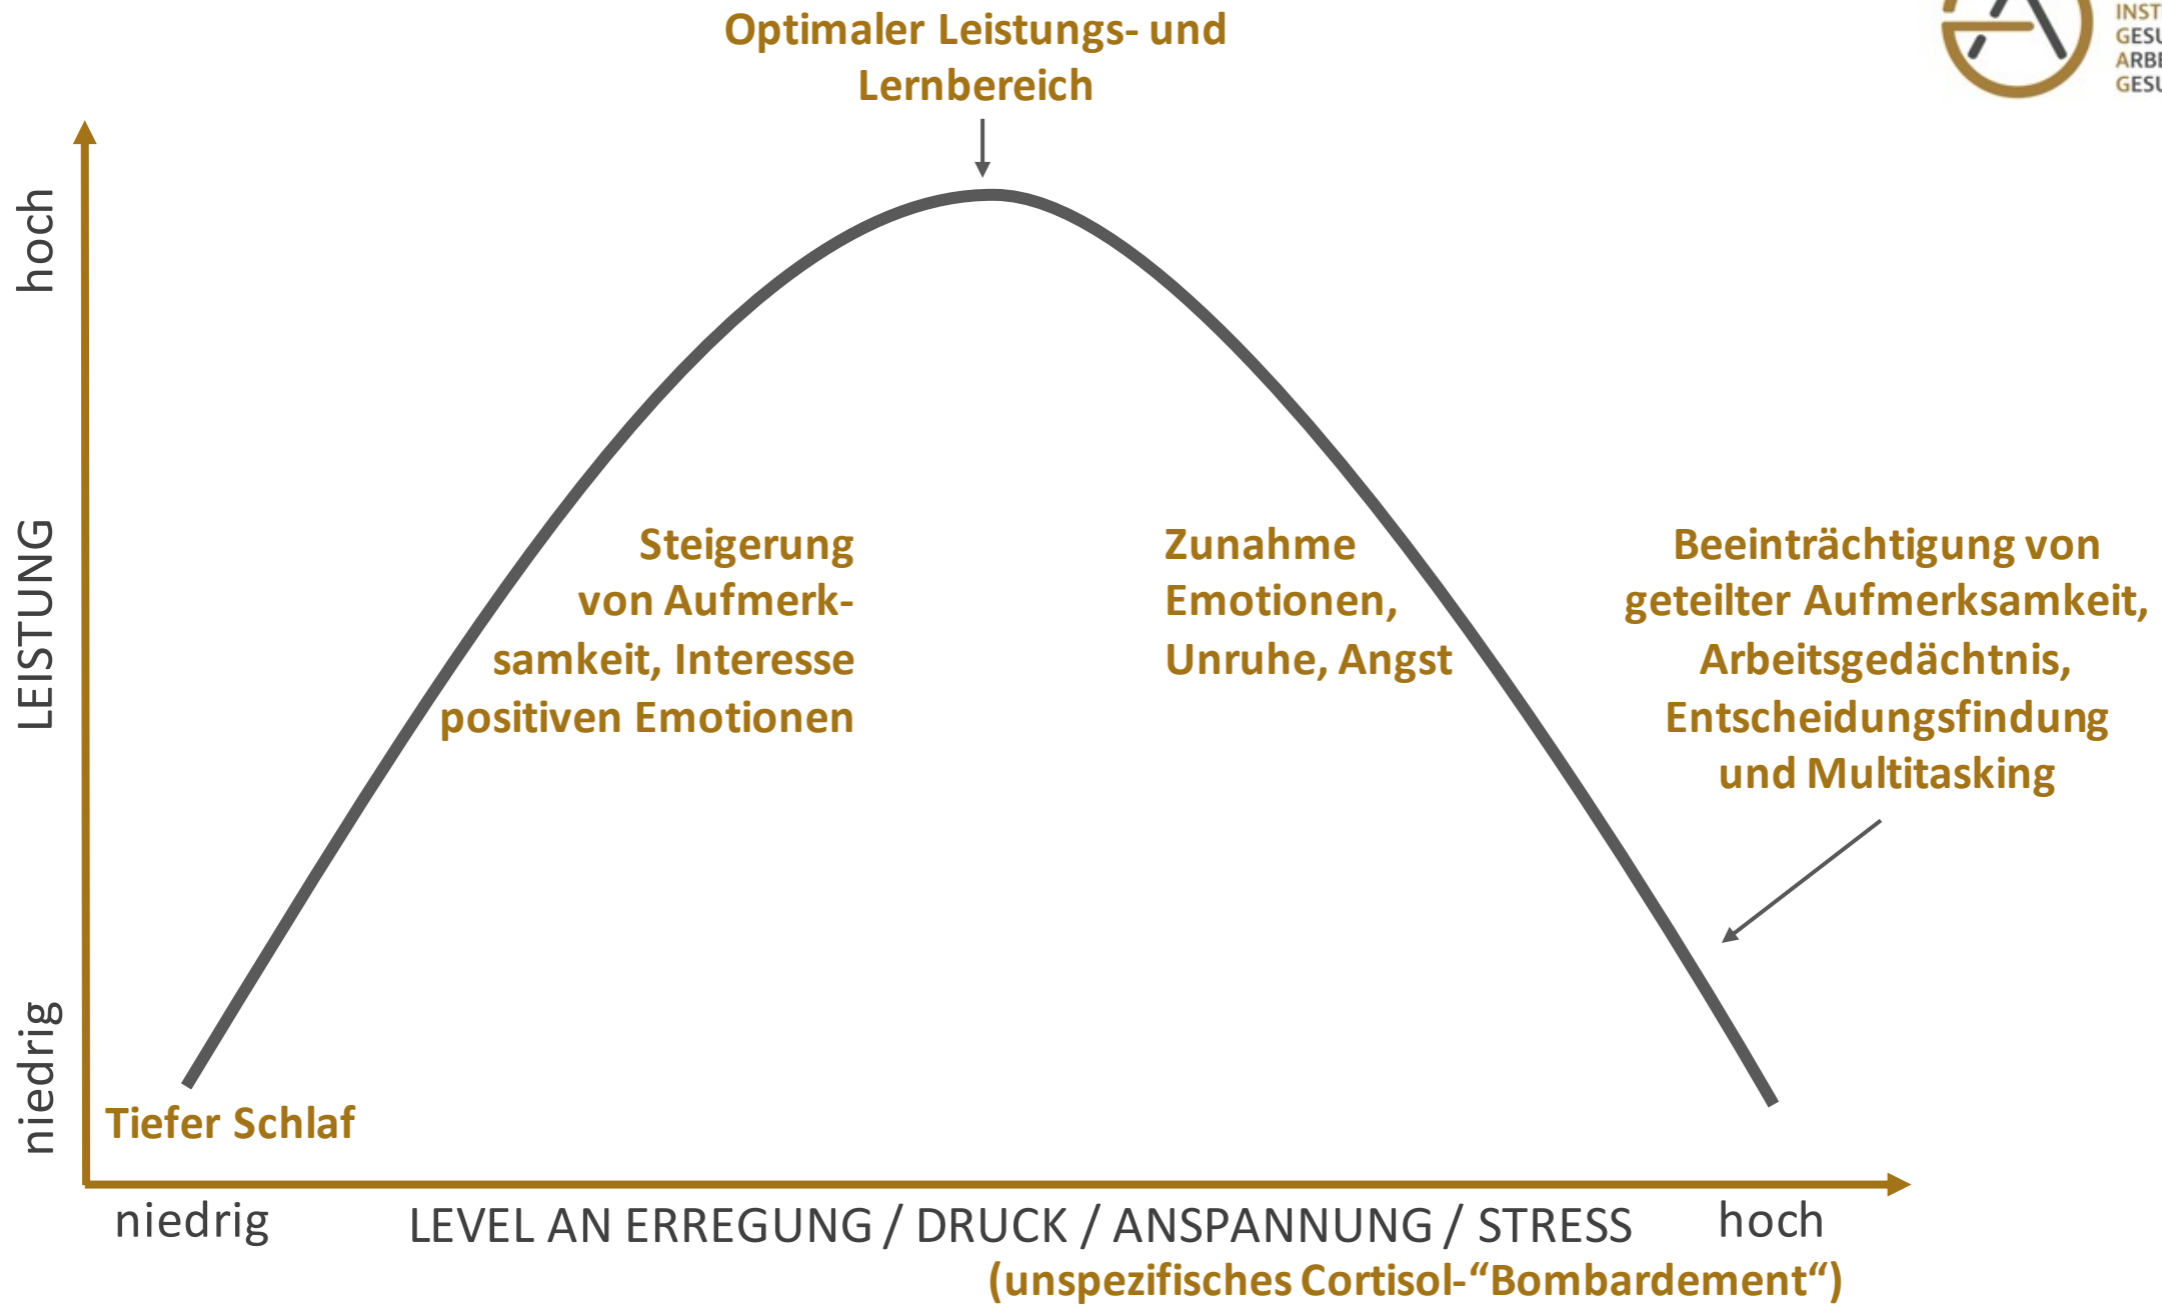 Optimaler Leistungs- und
Lernbereich
hoch
LEISTUNG
niedrig
Steigerung
von Aufmerk-
samkeit, Interesse
positiven Emotionen
Zunahme
Emotionen,
Unruhe, Angst
Beeinträchtigung von
geteilter Aufmerksamkeit,
Arbeitsgedächtnis,
Entscheidungsfindung
und Multitasking
Tiefer Schlaf
niedrig
LEVEL AN ERREGUNG / DRUCK / ANSPANNUNG / STRESS
hoch
(unspezifisches Cortisol-“Bombardement“)